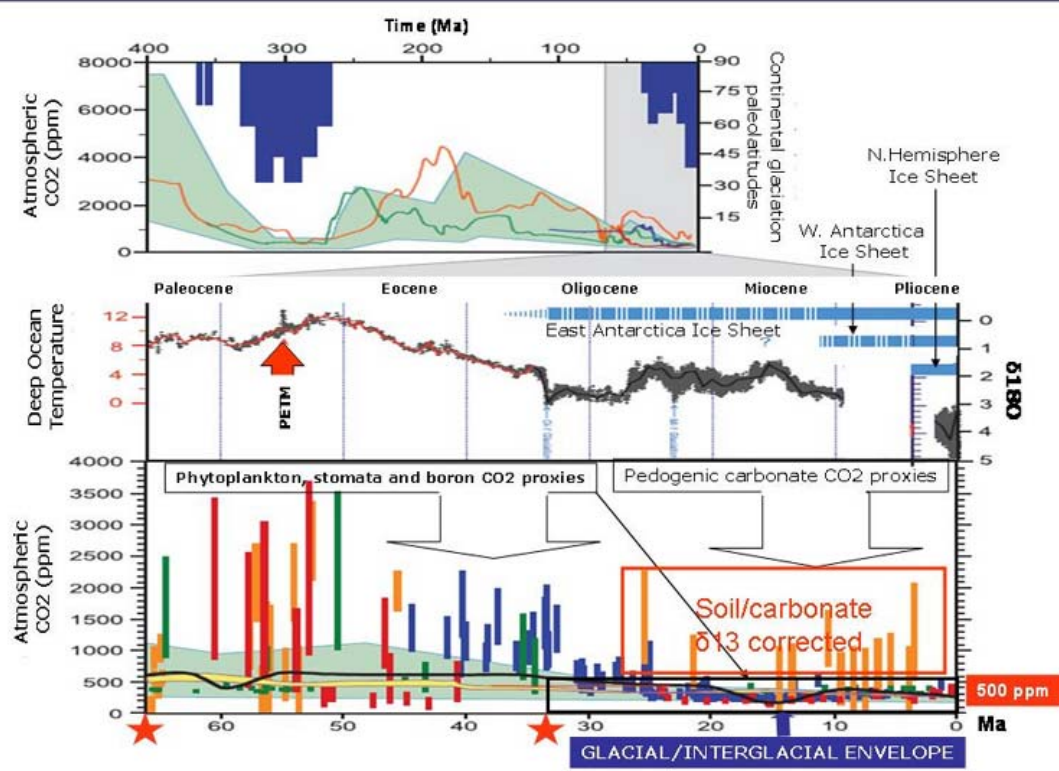 Time (Ma)
400 300 200 100 0
8000
6000
4000
2000
0
Atmospheric
CO2 (ppm)
90
75
60
45
30
15
Continental glaciation
paleolatitudes
N.Hemisphere
Ice Sheet
W. Antarctica
Ice Sheet
Paleocene Eocene Oligocene Miocene Pliocene
12
8
4
0
Deep Ocean
Temperature
East Antarctica Ice Sheet
PETM
0
1
2
3
4
5
δ18O
4000
3500
3000
2500
2000
1500
1000
500
0
Atmospheric
CO2 (ppm)
Phytoplankton, stomata and boron CO2 proxies
Pedogenic carbonate CO2 proxies
Soil/carbonate
δ13 corrected
500 ppm
60 50 40 30 20 10 0 Ma
GLACIAL/INTERGLACIAL ENVELOPE